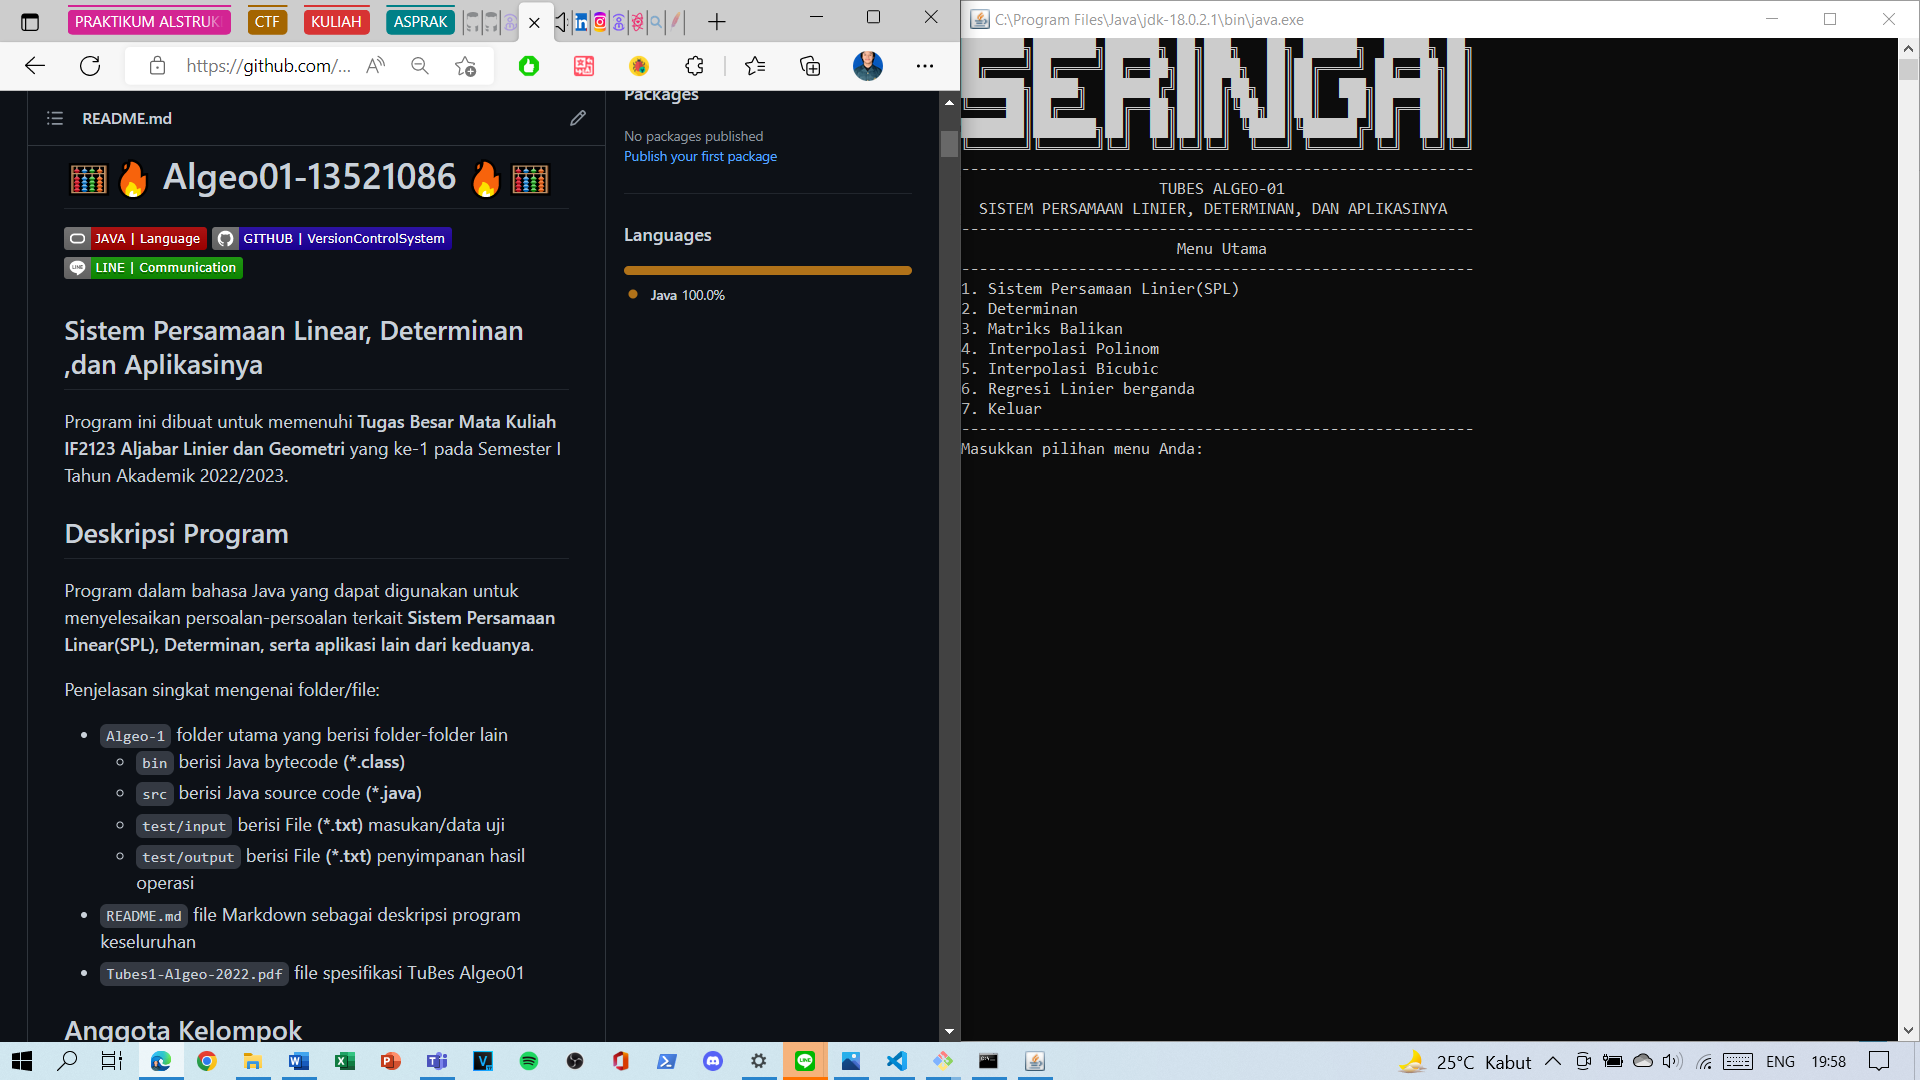 PRAKTIKUM ALSTRUK
CTF
KULIAH
ASPRAK
https://github.com/...
README.md
Algeo01-13521086
JAVA | Language
GITHUB | VersionControlSystem
LINE | Communication
Sistem Persamaan Linear, Determinan
,dan Aplikasinya
Program ini dibuat untuk memenuhi Tugas Besar Mata Kuliah
IF2123 Aljabar Linier dan Geometri yang ke-1 pada Semester I
Tahun Akademik 2022/2023.
Deskripsi Program
Program dalam bahasa Java yang dapat digunakan untuk
menyelesaikan persoalan-persoalan terkait Sistem Persamaan
Linear(SPL), Determinan, serta aplikasi lain dari keduanya.
Penjelasan singkat mengenai folder/file:
Algeo-1 folder utama yang berisi folder-folder lain
bin berisi Java bytecode (*.class)
src berisi Java source code (*.java)
test/input berisi File (*.txt) masukan/data uji
test/output berisi File (*.txt) penyimpanan hasil
operasi
README.md file Markdown sebagai deskripsi program
keseluruhan
Tubes1-Algeo-2022.pdf file spesifikasi TuBes Algeo01
Anggota Kelompok
Packages
No packages published
Publish your first package
Languages
Java 100.0%
C:\Program Files\Java\jdk-18.0.2.1\bin\java.exe
SERINGAI
-----------------------------------------------------------
TUBES ALGEO-01
SISTEM PERSAMAAN LINIER, DETERMINAN, DAN APLIKASINYA
-----------------------------------------------------------
Menu Utama
-----------------------------------------------------------
1. Sistem Persamaan Linier(SPL)
2. Determinan
3. Matriks Balikan
4. Interpolasi Polinom
5. Interpolasi Bicubic
6. Regresi Linier berganda
7. Keluar
-----------------------------------------------------------
Masukkan pilihan menu Anda:
25°C Kabut
ENG
19:58